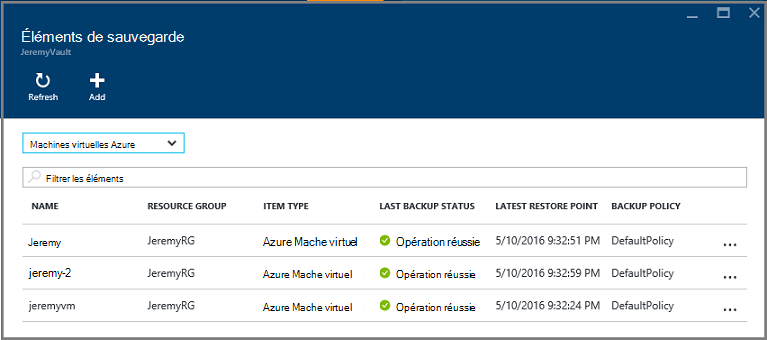 Éléments de sauvegarde
JeremyVault
Refresh Add
Machines virtuelles Azure
Filtrer les éléments
NAME RESOURCE GROUP ITEM TYPE LAST BACKUP STATUS LATEST RESTORE POINT BACKUP POLICY
Jeremy JeremyRG Azure Mache virtuel Opération réussie 5/10/2016 9:32:51 PM DefaultPolicy ...
jeremy-2 JeremyRG Azure Mache virtuel Opération réussie 5/10/2016 9:32:59 PM DefaultPolicy ...
jeremyvm JeremyRG Azure Mache virtuel Opération réussie 5/10/2016 9:32:24 PM DefaultPolicy ...